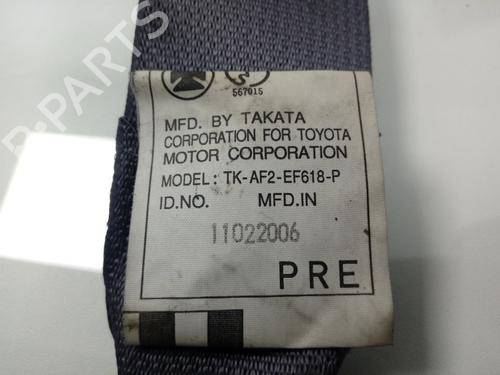 567015
MFD. BY TAKATA
CORPORATION FOR TOYOTA
MOTOR CORPORATION
MODEL: TK-AF2-EF618-P
ID.NO. MFD.IN
11022006
PRE
B-PARTS